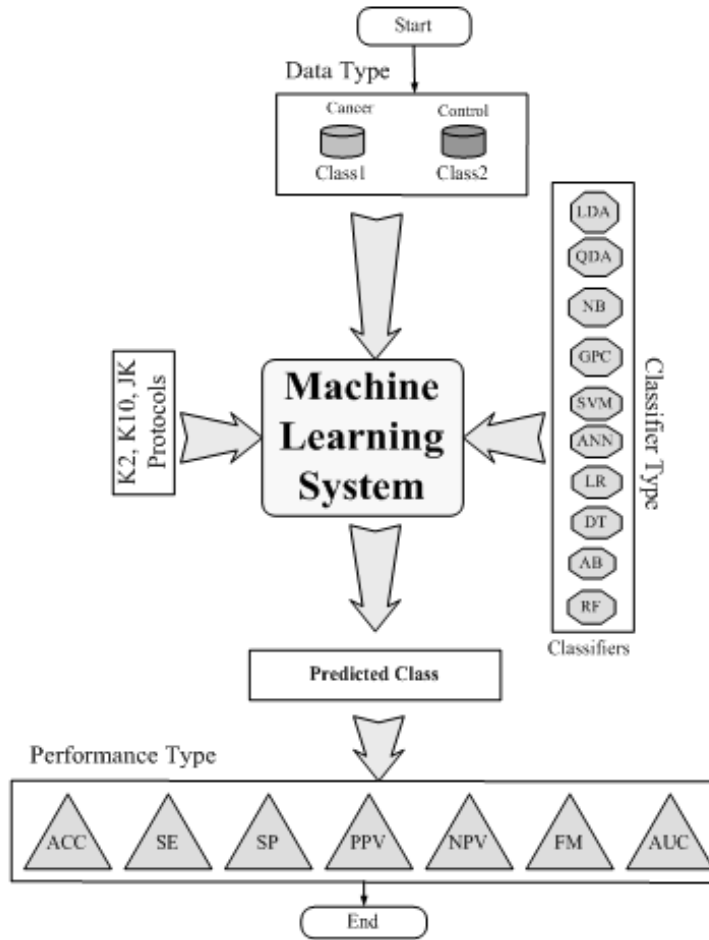 Start
Data Type
Cancer
Control
Class1
Class2
LDA
QDA
NB
GPC
SVM
ANN
LR
DT
AB
RF
Classifier Type
Classifiers
K2, K10, JK
Protocols
Machine
Learning
System
Predicted Class
Performance Type
ACC
SE
SP
PPV
NPV
FM
AUC
End